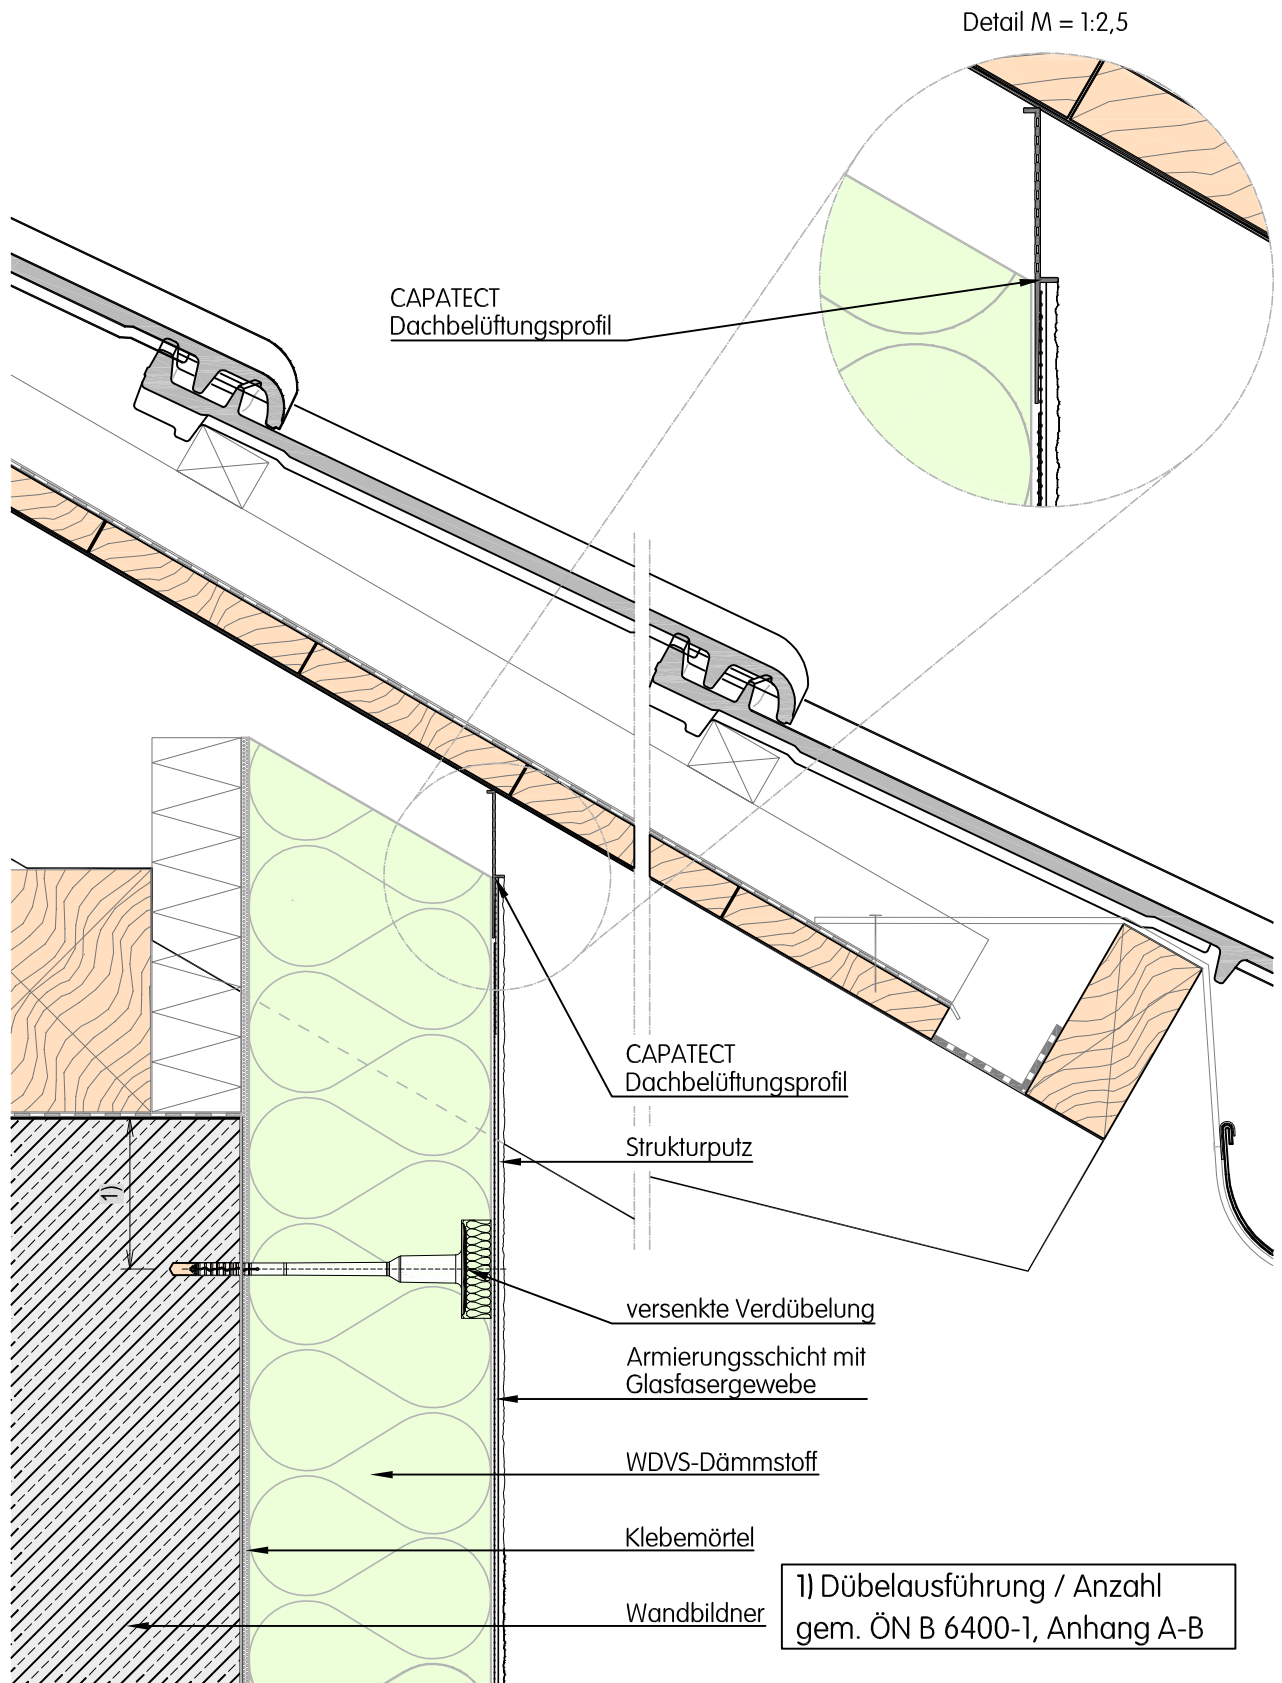 Detail M = 1:2,5
CAPATECT
Dachbelüftungsprofil
CAPATECT
Dachbelüftungsprofil
Strukturputz
1)
versenkte Verdübelung
Armierungsschicht mit
Glasfasergewebe
WDVS-Dämmstoff
Klebemörtel
Wandbildner
1) Dübelausführung / Anzahl
gem. ÖN B 6400-1, Anhang A-B